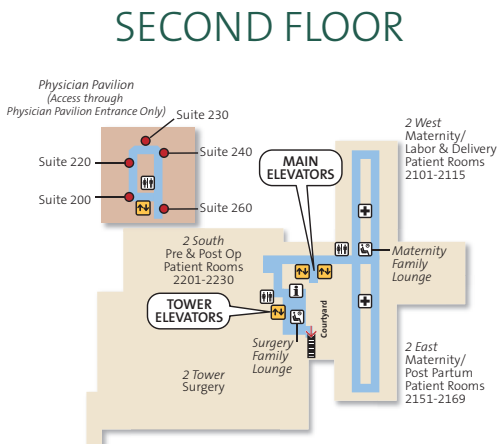 SECOND FLOOR
Physician Pavilion
(Access through
Physician Pavilion Entrance Only)
Suite 230
Suite 220
Suite 240
Suite 200
Suite 260
MAIN
ELEVATORS
2 West
Maternity/
Labor & Delivery
Patient Rooms
2101-2115
2 South
Pre & Post Op
Patient Rooms
2201-2230
Maternity
Family
Lounge
i
TOWER
ELEVATORS
Courtyard
Surgery
Family
Lounge
2 Tower
Surgery
2 East
Maternity/
Post Partum
Patient Rooms
2151-2169